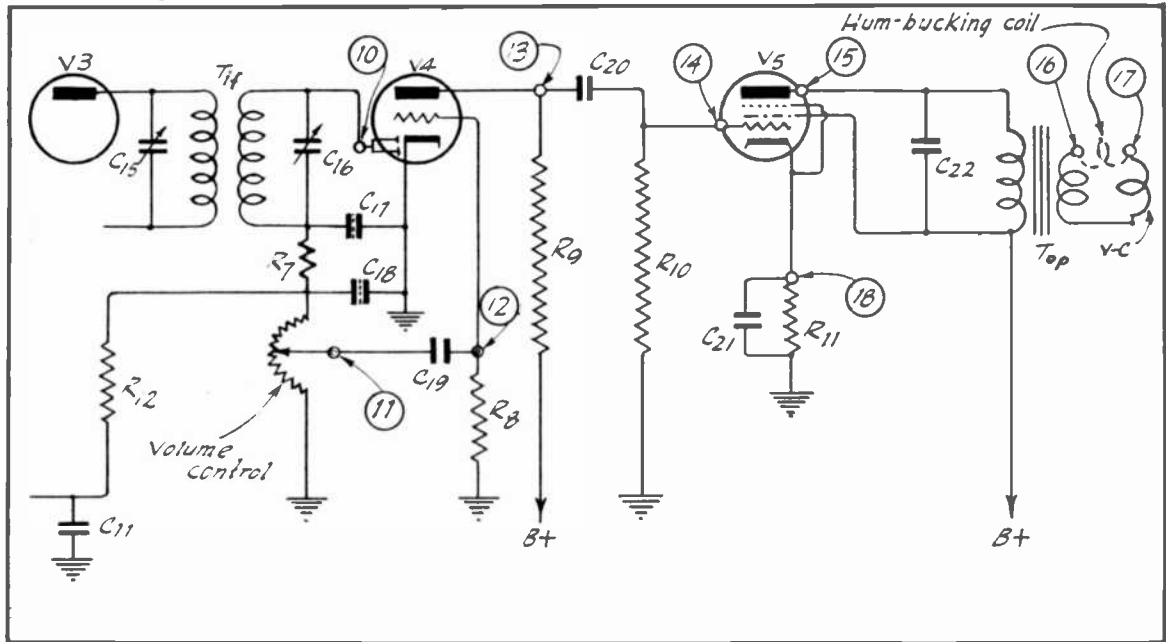 Hum-bucking coil
V3
Tif
10
V4
13
C20
14
V5
15
16
17
C15
C16
C17
C22
R7
C18
R9
R10
Top
V-C
12
18
C21
R11
R12
11
C19
R8
Volume
control
C11
B+
B+